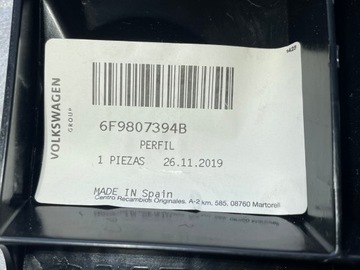 VOLKSWAGEN
GROUP
6F9807394B
PERFIL
1 PIEZAS 26.11.2019
MADE IN Spain
Centro Recambios Originales. A-2 km. 585. 08760 Martorell